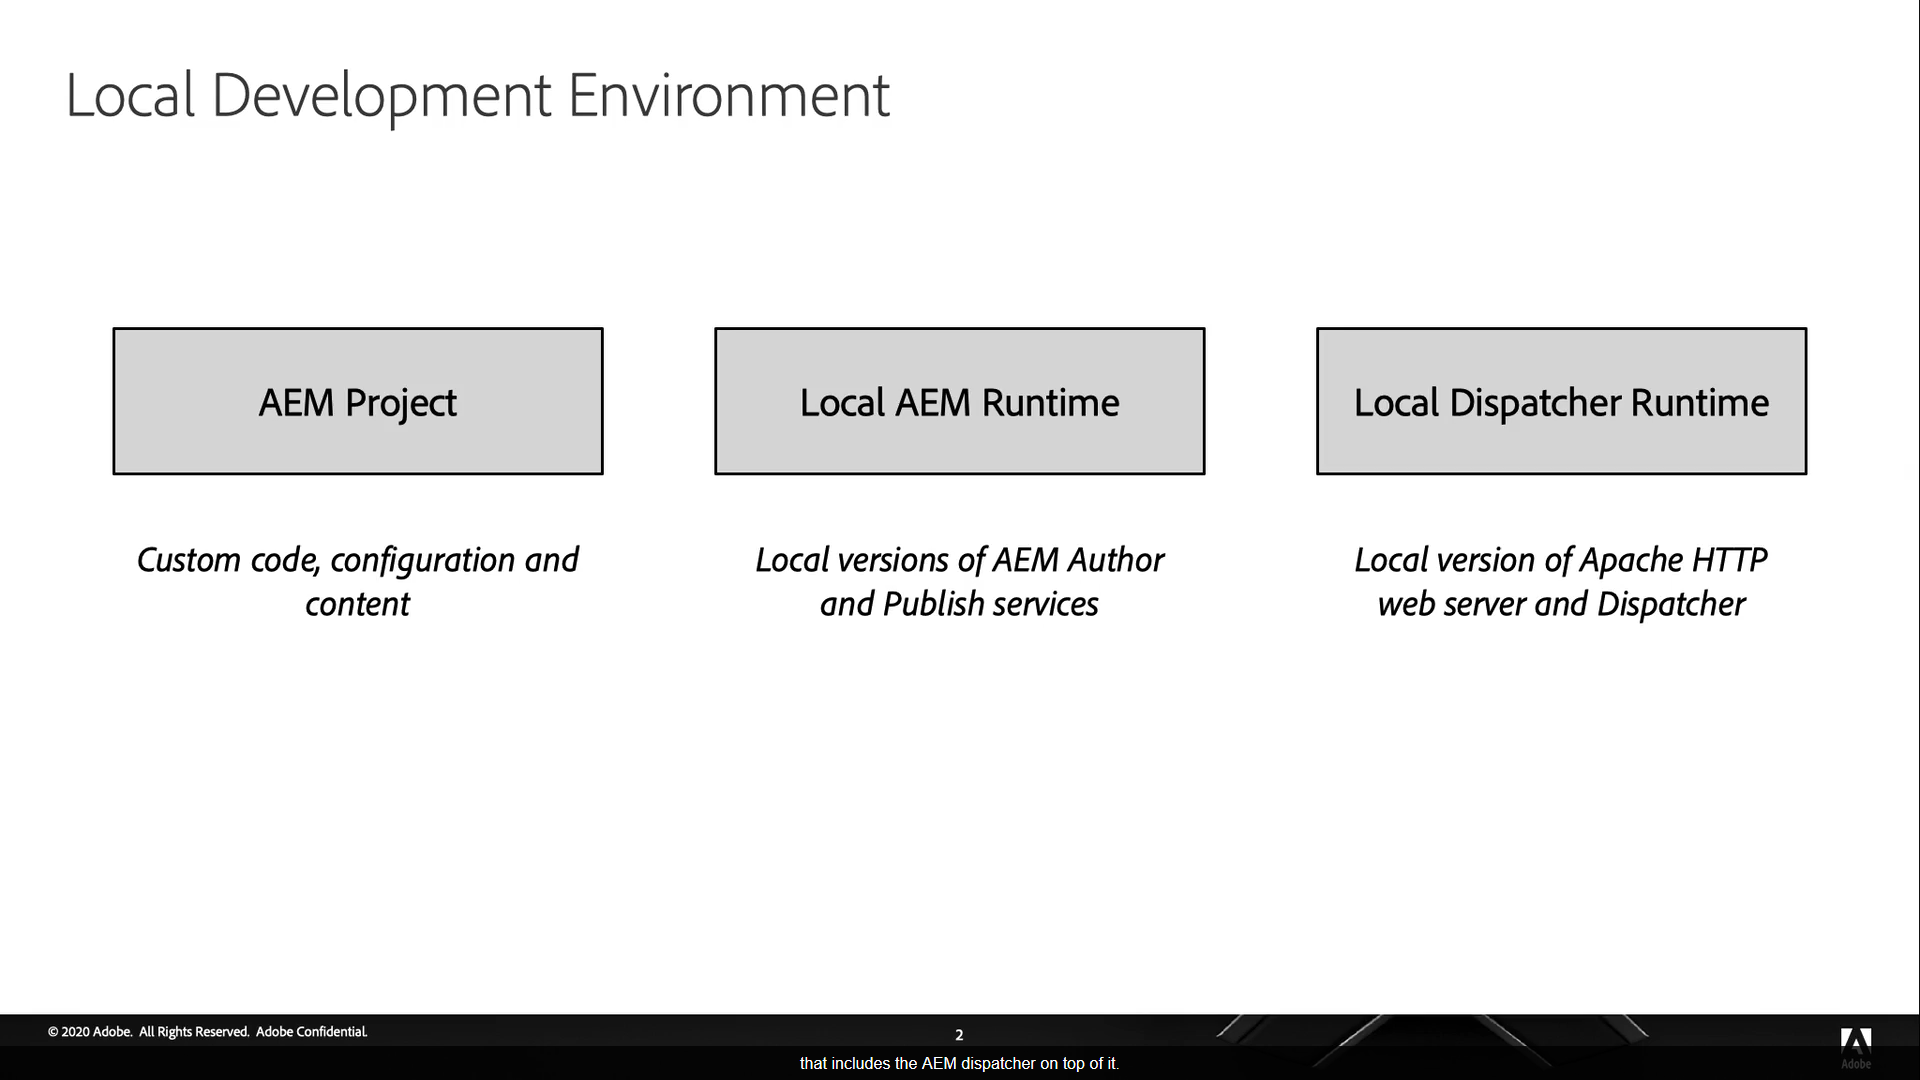 Local Development Environment
AEM Project
Local AEM Runtime
Local Dispatcher Runtime
Custom code, configuration and
content
Local versions of AEM Author
and Publish services
Local version of Apache HTTP
web server and Dispatcher
© 2020 Adobe. All Rights Reserved. Adobe Confidential.
2
Adobe
that includes the AEM dispatcher on top of it.